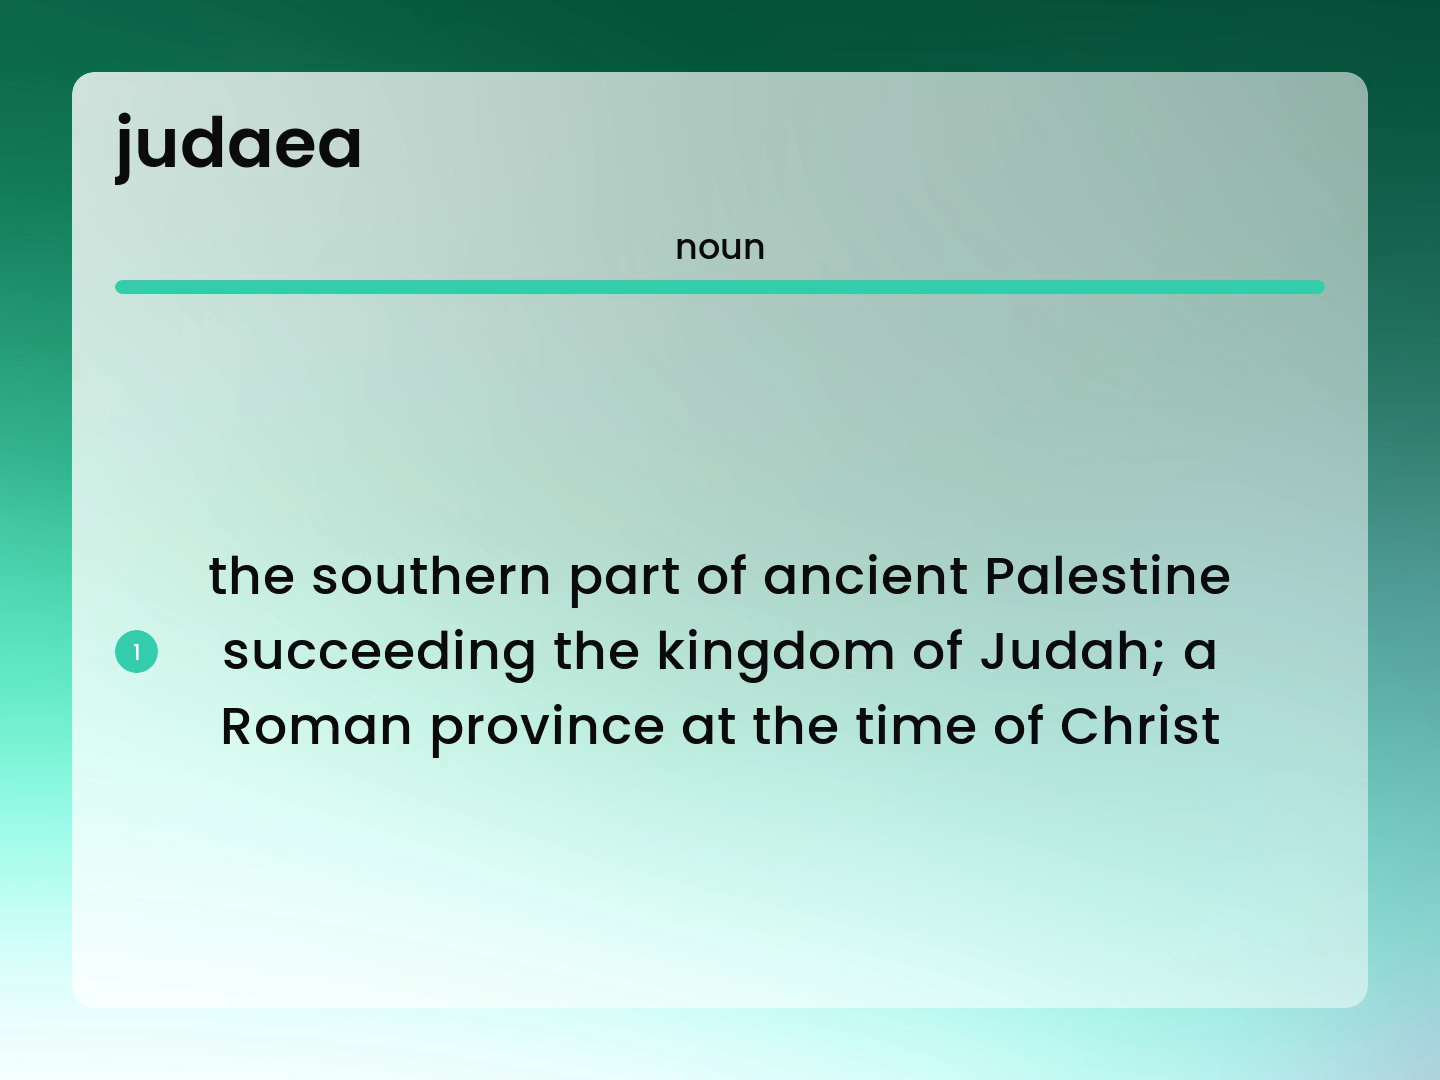 judaea
noun
the southern part of ancient Palestine
1 succeeding the kingdom of Judah; a
Roman province at the time of Christ